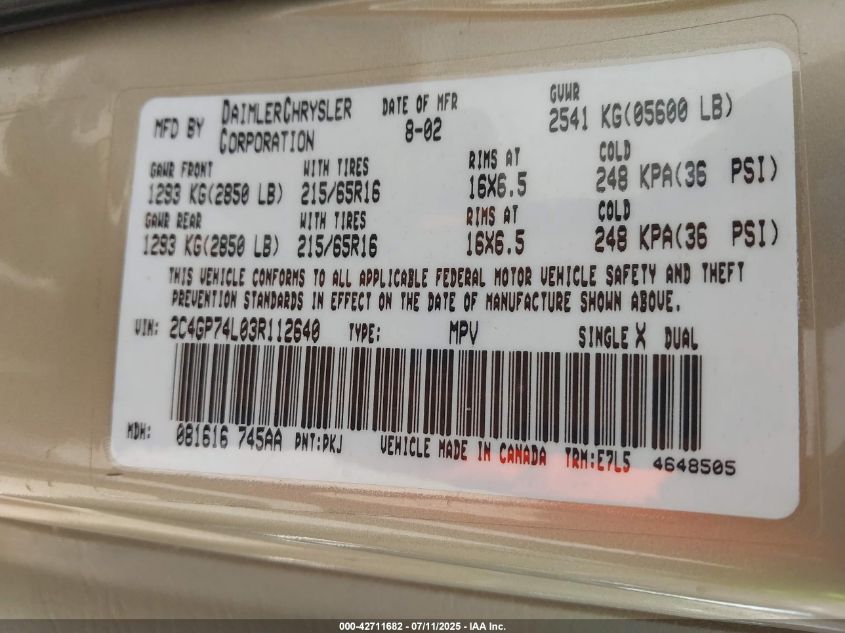 MFD BY DAIMLERCHRYSLER CORPORATION DATE OF MFR 8-02 GVWR 2541 KG(05600 LB)
GAWR FRONT WITH TIRES RIMS AT COLD
1293 KG(2850 LB) 215/65R16 16X6.5 248 KPA(36 PSI)
GAWR REAR WITH TIRES RIMS AT COLD
1293 KG(2850 LB) 215/65R16 16X6.5 248 KPA(36 PSI)
THIS VEHICLE CONFORMS TO ALL APPLICABLE FEDERAL MOTOR VEHICLE SAFETY AND THEFT
PREVENTION STANDARDS IN EFFECT ON THE DATE OF MANUFACTURE SHOWN ABOVE.
VIN: 2C4GP74L03R112640 TYPE: MPV SINGLE X DUAL
MDH: 081616 745AA PNT:PKJ VEHICLE MADE IN CANADA TRM:E7L5 4648505
000-42711682 - 07/11/2025 - IAA Inc.